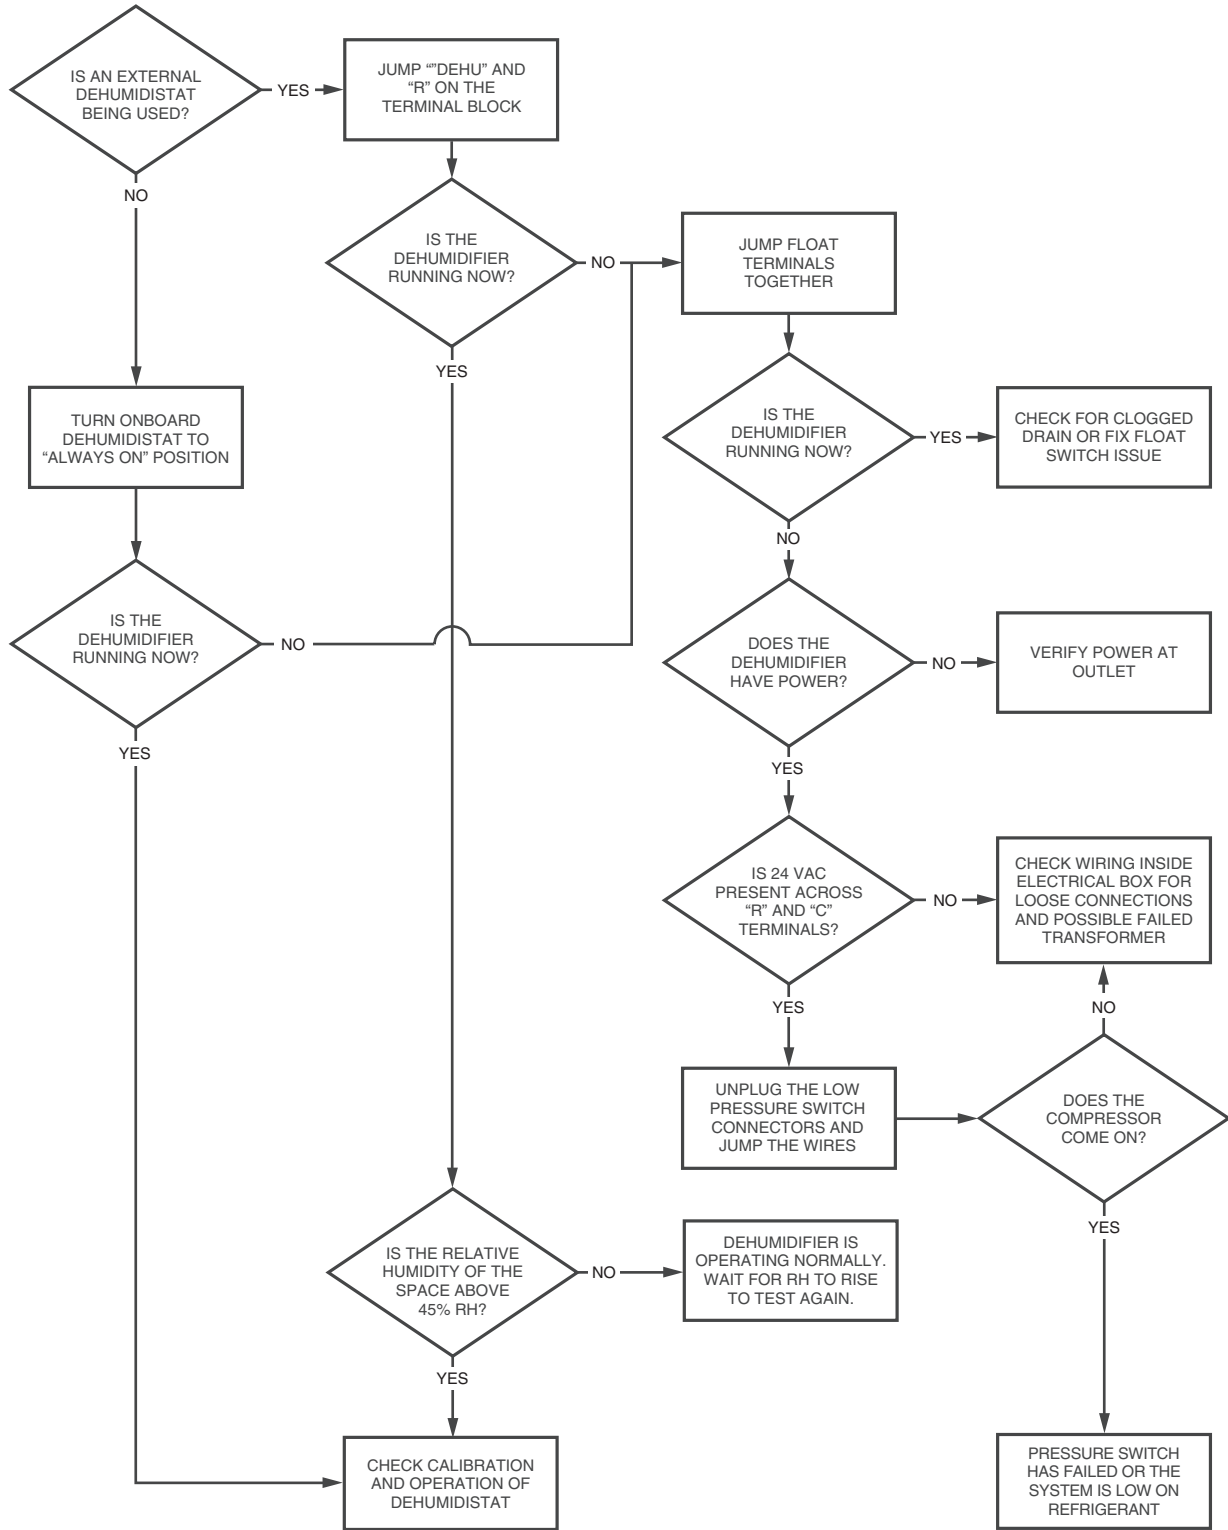 IS AN EXTERNAL
DEHUMIDISTAT
BEING USED?
YES
JUMP “”DEHU” AND
“R” ON THE
TERMINAL BLOCK
NO
IS THE
DEHUMIDIFIER
RUNNING NOW?
NO
JUMP FLOAT
TERMINALS
TOGETHER
YES
TURN ONBOARD
DEHUMIDISTAT TO
“ALWAYS ON” POSITION
IS THE
DEHUMIDIFIER
RUNNING NOW?
YES
CHECK FOR CLOGGED
DRAIN OR FIX FLOAT
SWITCH ISSUE
NO
IS THE
DEHUMIDIFIER
RUNNING NOW?
NO
YES
DOES THE
DEHUMIDIFIER
HAVE POWER?
NO
VERIFY POWER AT
OUTLET
YES
IS 24 VAC
PRESENT ACROSS
“R” AND “C”
TERMINALS?
NO
CHECK WIRING INSIDE
ELECTRICAL BOX FOR
LOOSE CONNECTIONS
AND POSSIBLE FAILED
TRANSFORMER
YES
NO
UNPLUG THE LOW
PRESSURE SWITCH
CONNECTORS AND
JUMP THE WIRES
DOES THE
COMPRESSOR
COME ON?
YES
IS THE RELATIVE
HUMIDITY OF THE
SPACE ABOVE
45% RH?
NO
DEHUMIDIFIER IS
OPERATING NORMALLY.
WAIT FOR RH TO RISE
TO TEST AGAIN.
YES
CHECK CALIBRATION
AND OPERATION OF
DEHUMIDISTAT
PRESSURE SWITCH
HAS FAILED OR THE
SYSTEM IS LOW ON
REFRIGERANT